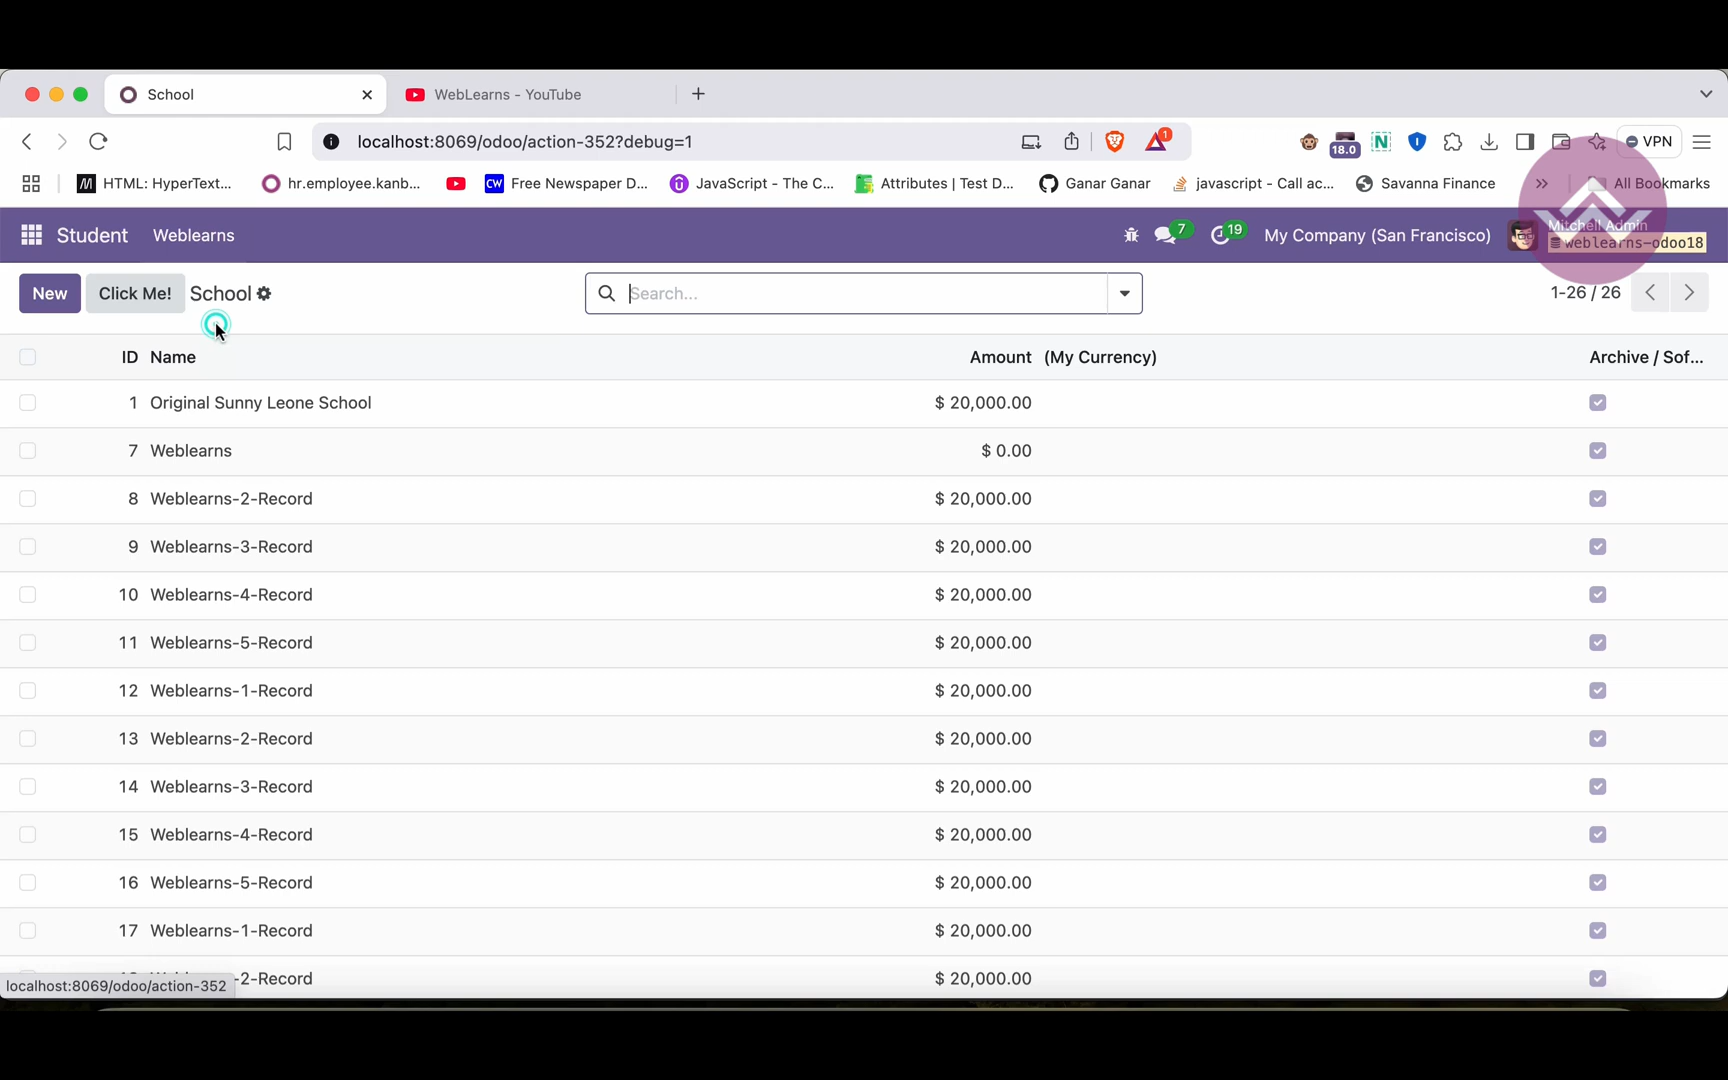 School
WebLearns - YouTube
localhost:8069/odoo/action-352?debug=1
1
18.0
N
VPN
HTML: HyperText...
hr.employee.kanb...
CW Free Newspaper D...
JavaScript - The C...
Attributes | Test D...
Ganar Ganar
javascript - Call ac...
Savanna Finance
All Bookmarks
Student
Weblearns
7
19
My Company (San Francisco)
Mitchell Admin
weblearns-odoo18
New
Click Me!
School
Search...
1-26 / 26
ID Name Amount (My Currency) Archive / Sof...
1 Original Sunny Leone School $ 20,000.00
7 Weblearns $ 0.00
8 Weblearns-2-Record $ 20,000.00
9 Weblearns-3-Record $ 20,000.00
10 Weblearns-4-Record $ 20,000.00
11 Weblearns-5-Record $ 20,000.00
12 Weblearns-1-Record $ 20,000.00
13 Weblearns-2-Record $ 20,000.00
14 Weblearns-3-Record $ 20,000.00
15 Weblearns-4-Record $ 20,000.00
16 Weblearns-5-Record $ 20,000.00
17 Weblearns-1-Record $ 20,000.00
-2-Record $ 20,000.00
localhost:8069/odoo/action-352